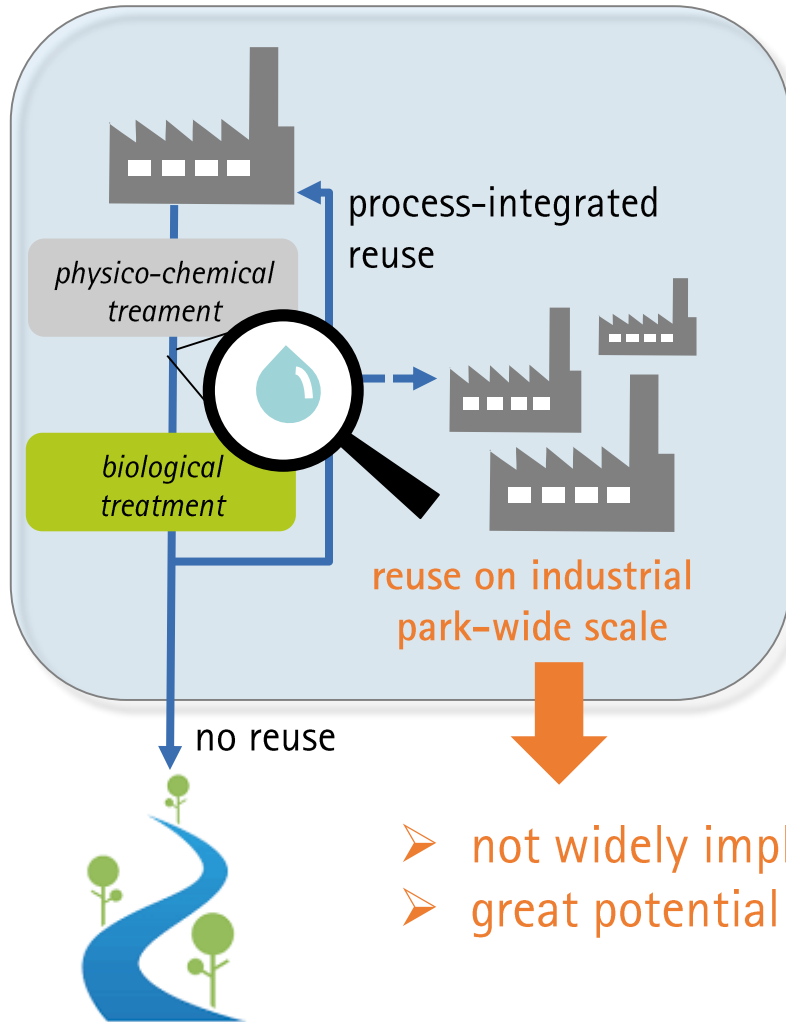 process-integrated
reuse
physico-chemical
treament
biological
treatment
reuse on industrial
park-wide scale
no reuse
not widely
great potential